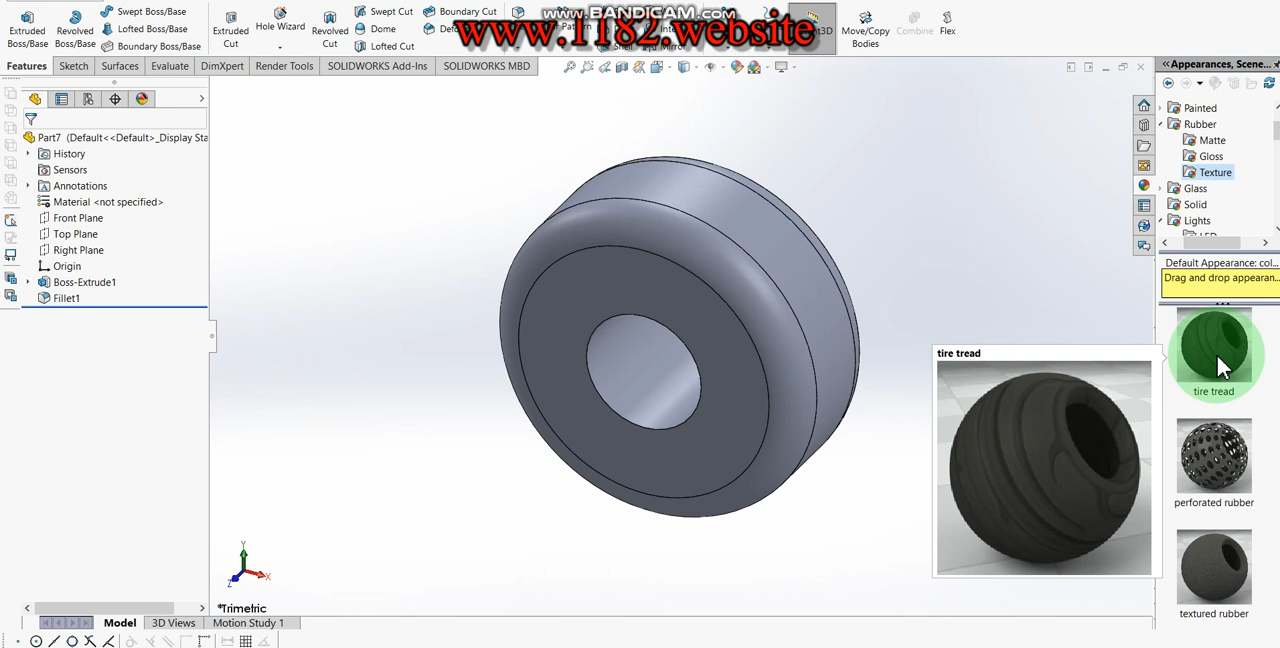 www.BANDICAM.com
www.1182.website
Extruded Boss/Base
Revolved Boss/Base
Swept Boss/Base
Lofted Boss/Base
Boundary Boss/Base
Extruded Cut
Hole Wizard
Revolved Cut
Swept Cut
Dome
Lofted Cut
Boundary Cut
Move/Copy Bodies
Combine
Flex
Features
Sketch
Surfaces
Evaluate
DimXpert
Render Tools
SOLIDWORKS Add-Ins
SOLIDWORKS MBD
Part7 (Default<<Default>_Display Sta
History
Sensors
Annotations
Material <not specified>
Front Plane
Top Plane
Right Plane
Origin
Boss-Extrude1
Fillet1
Appearances, Scene...
Painted
Rubber
Matte
Gloss
Texture
Glass
Solid
Lights
Default Appearance: col...
Drag and drop appearan...
tire tread
tire tread
perforated rubber
textured rubber
Y
X
Z
*Trimetric
Model
3D Views
Motion Study 1